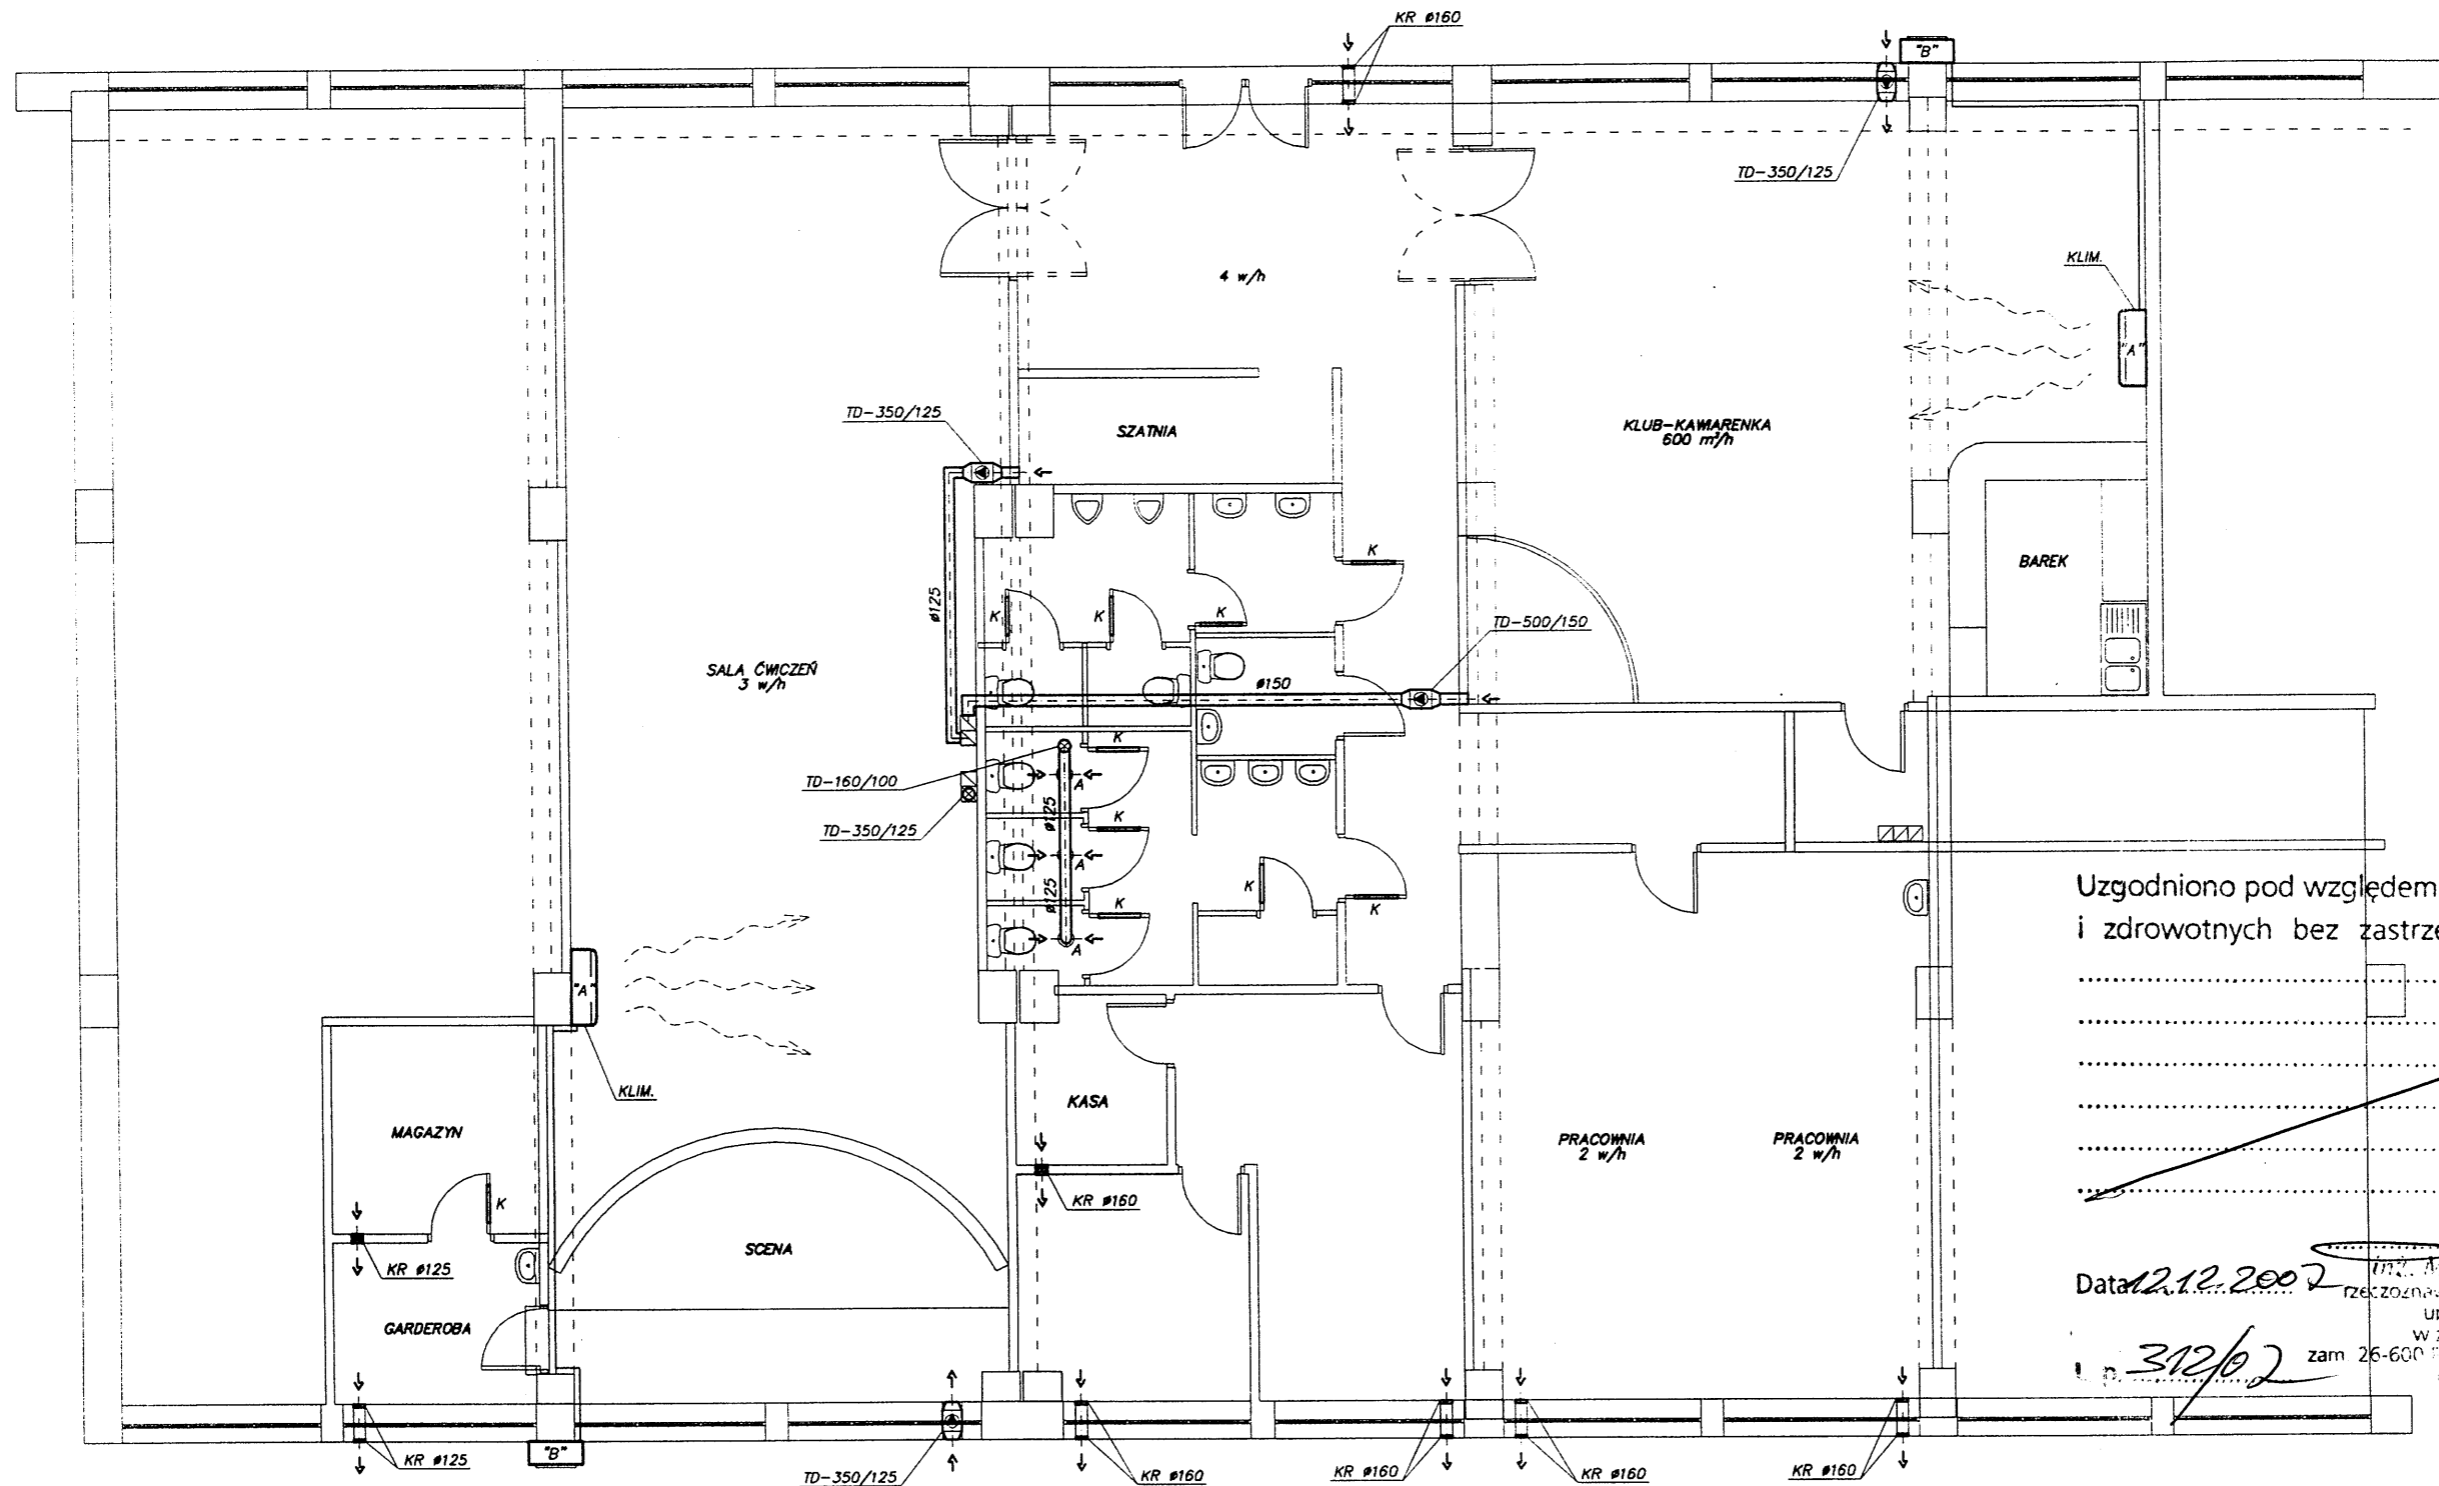 KR ø160
"B"
TD-350/125
4 w/h
KLIM.
"A"
TD-350/125
SZATNIA
KLUB-KAWIARENKA
600 m³/h
K
BAREK
ø125
K
K
K
TD-500/150
SALA ĆWICZEŃ
3 w/h
ø150
K
TD-160/100
A
ø125
K
TD-350/125
A
ø125
K
K
K
A
Uzgodniono pod względem
i zdrowotnych bez zastrze
"A"
KLIM.
KASA
MAGAZYN
PRACOWNIA
2 w/h
PRACOWNIA
2 w/h
K
KR ø160
SCENA
KR ø125
Data 12.12.2002
GARDEROBA
L.p. 312/02
zam. 26-600
"B"
KR ø125
TD-350/125
KR ø160
KR ø160
KR ø160
KR ø160